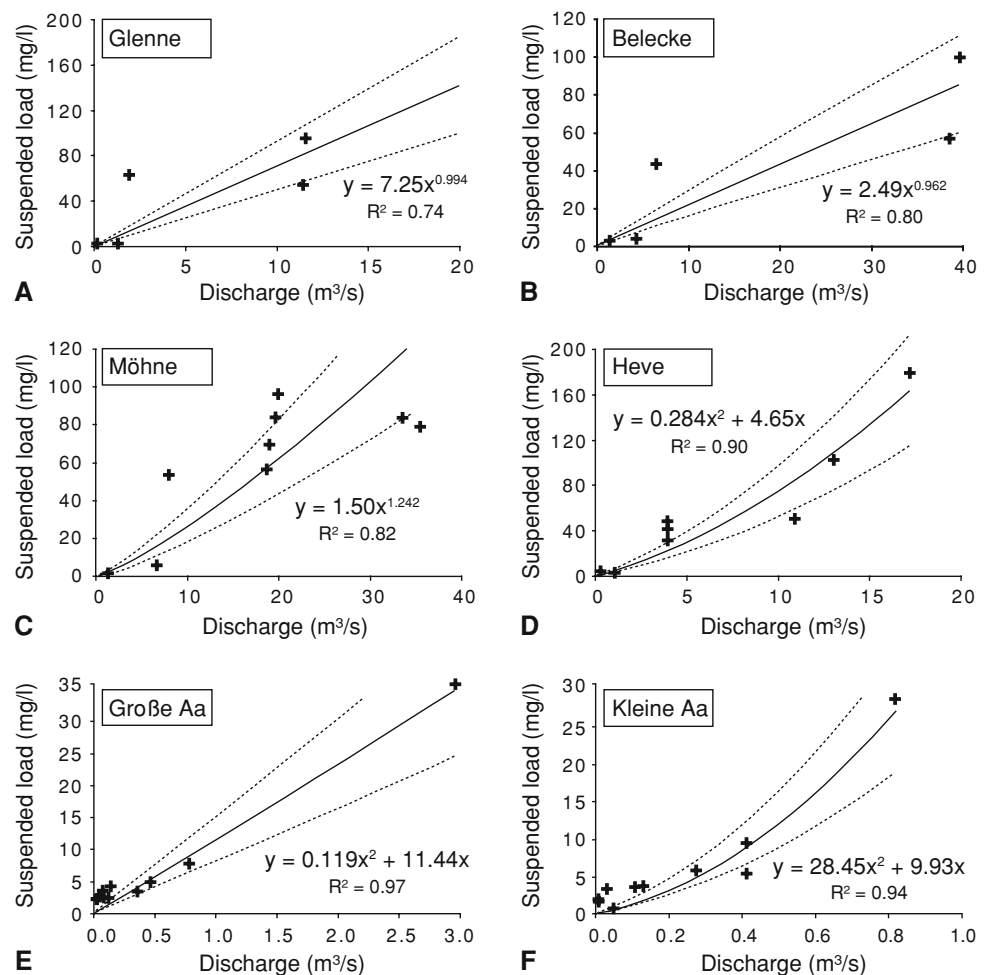 Glenne
Suspended load (mg/l)
200
160
120
80
40
0
y = 7.25x^0.994
R² = 0.74
0 5 10 15 20
Discharge (m³/s)
A
Belecke
Suspended load (mg/l)
120
100
80
60
40
20
0
y = 2.49x^0.962
R² = 0.80
0 10 20 30 40
Discharge (m³/s)
B
Möhne
Suspended load (mg/l)
120
100
80
60
40
20
0
y = 1.50x^1.242
R² = 0.82
0 10 20 30 40
Discharge (m³/s)
C
Heve
Suspended load (mg/l)
200
160
120
80
40
0
y = 0.284x² + 4.65x
R² = 0.90
0 5 10 15 20
Discharge (m³/s)
D
Große Aa
Suspended load (mg/l)
35
30
25
20
15
10
5
0
y = 0.119x² + 11.44x
R² = 0.97
0.0 0.5 1.0 1.5 2.0 2.5 3.0
Discharge (m³/s)
E
Kleine Aa
Suspended load (mg/l)
30
25
20
15
10
5
0
y = 28.45x² + 9.93x
R² = 0.94
0.0 0.2 0.4 0.6 0.8 1.0
Discharge (m³/s)
F